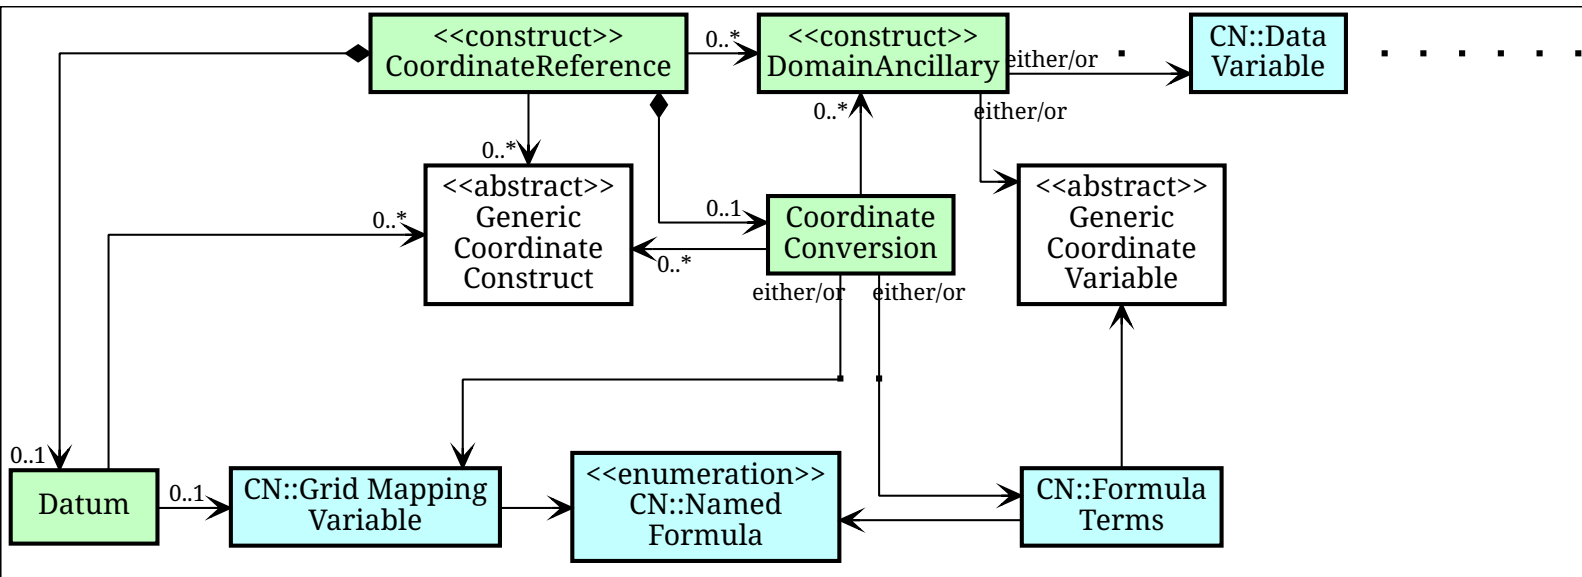 <<construct>>
CoordinateReference
0..*
<<construct>>
DomainAncillary
either/or
CN::Data
Variable
0..*
0..*
either/or
<<abstract>>
Generic
Coordinate
Construct
0..*
0..1
0..*
Coordinate
Conversion
<<abstract>>
Generic
Coordinate
Variable
either/or
either/or
0..1
Datum
0..1
CN::Grid Mapping
Variable
<<enumeration>>
CN::Named
Formula
CN::Formula
Terms